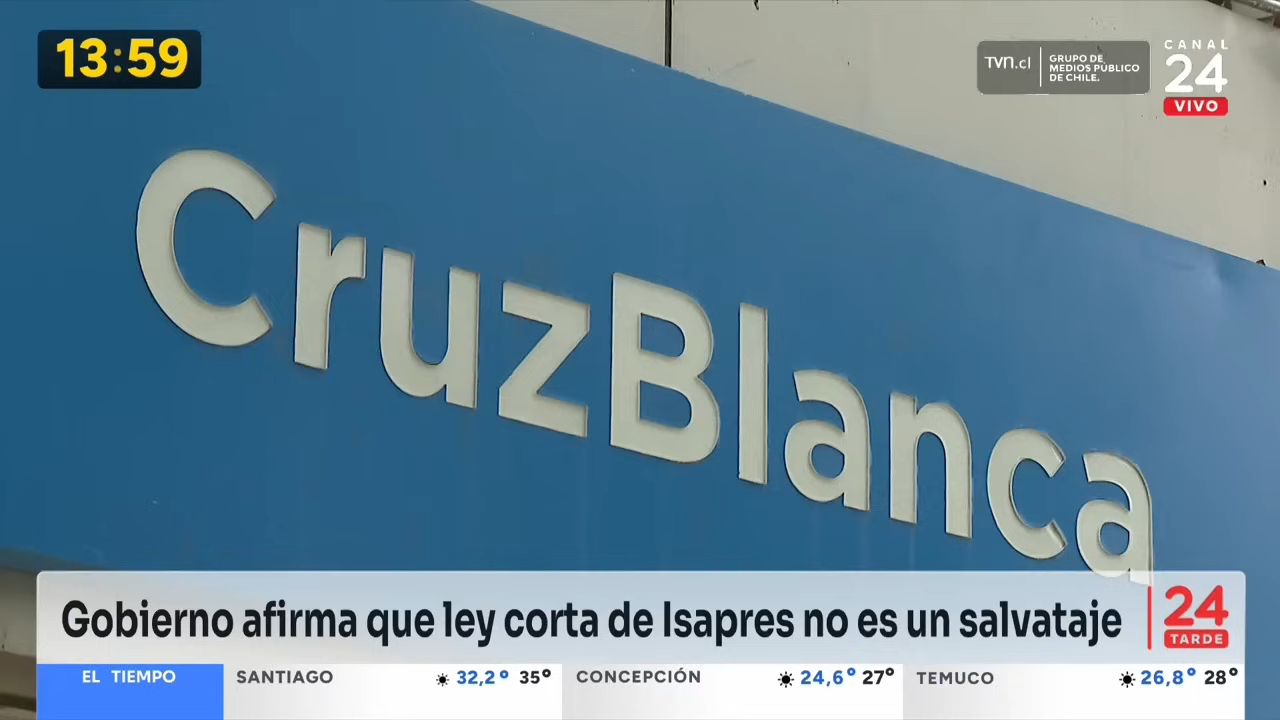 13:59
TVN.cl
GRUPO DE
MEDIOS PÚBLICO
DE CHILE.
CANAL
24
VIVO
CruzBlanca
Gobierno afirma que ley corta de Isapres no es un salvataje
24
TARDE
EL TIEMPO
SANTIAGO 32,2° 35°
CONCEPCIÓN 24,6° 27°
TEMUCO 26,8° 28°